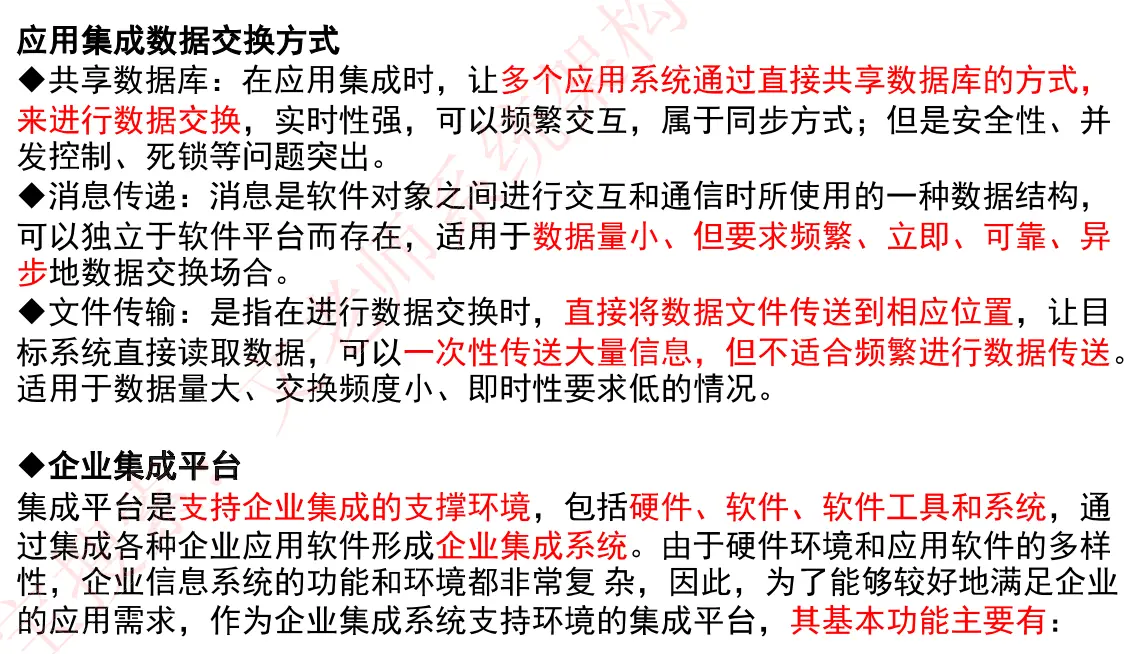 应用集成数据交换方式
◆共享数据库：在应用集成时，让多个应用系统通过直接共享数据库的方式，
来进行数据交换，实时性强，可以频繁交互，属于同步方式；但是安全性、并
发控制、死锁等问题突出。
◆消息传递：消息是软件对象之间进行交互和通信时所使用的一种数据结构，
可以独立于软件平台而存在，适用于数据量小、但要求频繁、立即、可靠、异
步地数据交换场合。
◆文件传输：是指在进行数据交换时，直接将数据文件传送到相应位置，让目
标系统直接读取数据，可以一次性传送大量信息，但不适合频繁进行数据传送。
适用于数据量大、交换频度小、即时性要求低的情况。
◆企业集成平台
集成平台是支持企业集成的支撑环境，包括硬件、软件、软件工具和系统，通
过集成各种企业应用软件形成企业集成系统。由于硬件环境和应用软件的多样
性，企业信息系统的功能和环境都非常复 杂，因此，为了能够较好地满足企业
的应用需求，作为企业集成系统支持环境的集成平台，其基本功能主要有：
文老师系统架构